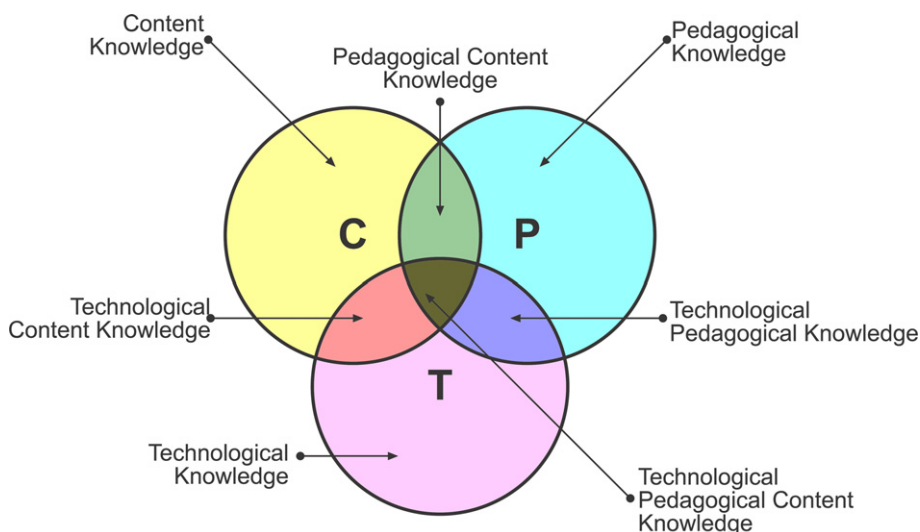 Content
Knowledge
Pedagogical Content
Knowledge
Pedagogical
Knowledge
C
P
Technological
Content Knowledge
Technological
Pedagogical Knowledge
T
Technological
Knowledge
Technological
Pedagogical Content
Knowledge